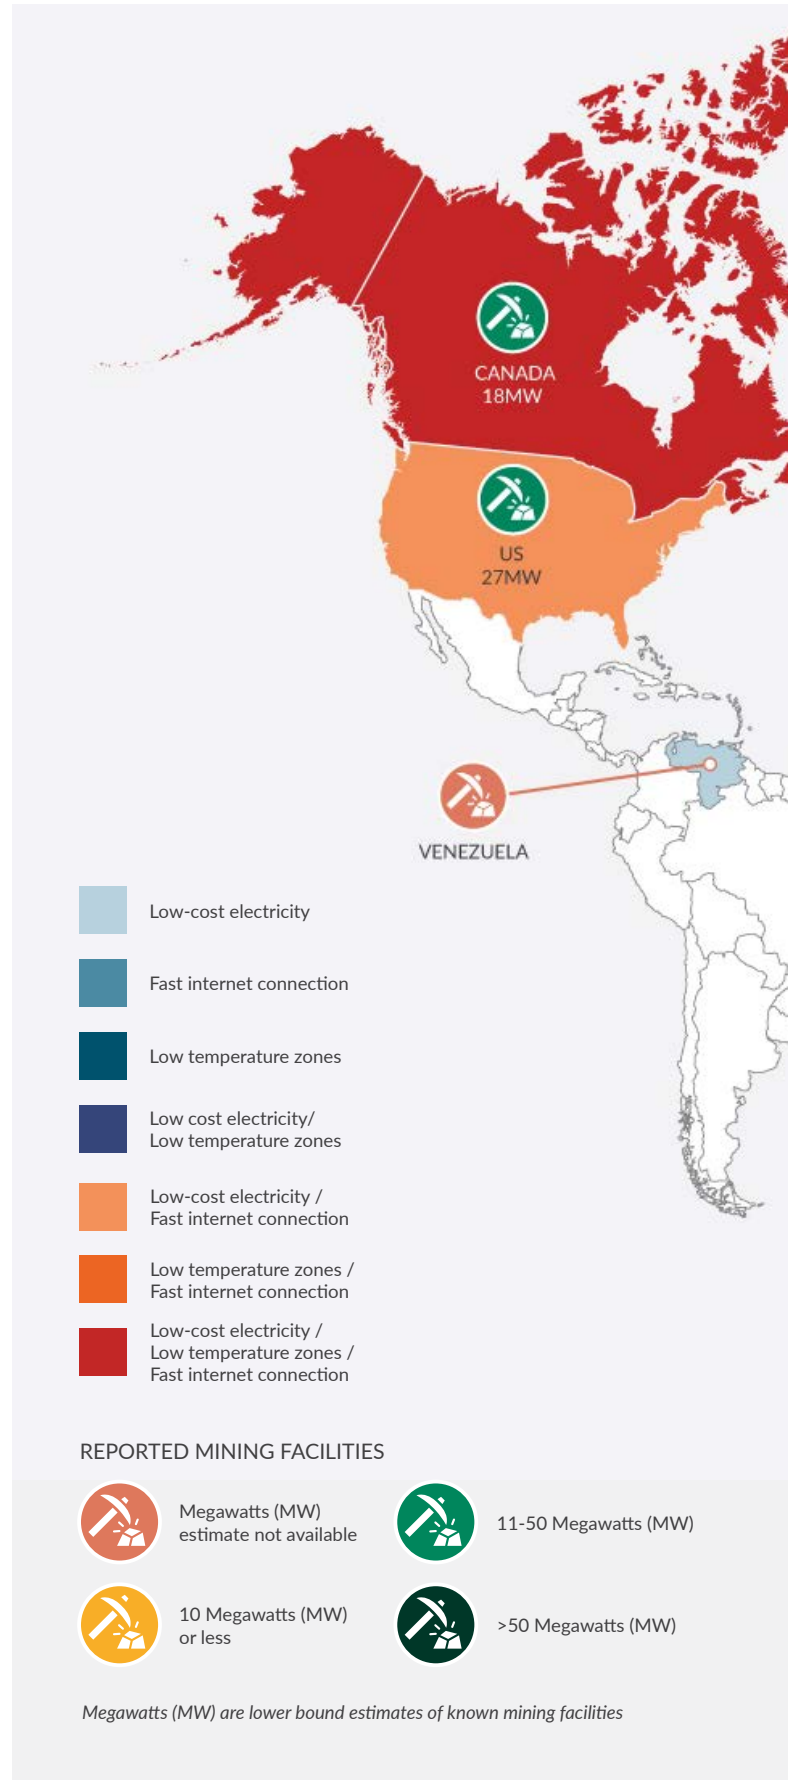 CANADA
18MW
US
27MW
VENEZUELA
Low-cost electricity
Fast internet connection
Low temperature zones
Low cost electricity/
Low temperature zones
Low-cost electricity /
Fast internet connection
Low temperature zones /
Fast internet connection
Low-cost electricity /
Low temperature zones /
Fast internet connection
REPORTED MINING FACILITIES
Megawatts (MW)
estimate not available
11-50 Megawatts (MW)
10 Megawatts (MW)
or less
>50 Megawatts (MW)
Megawatts (MW) are lower bound estimates of known mining facilities